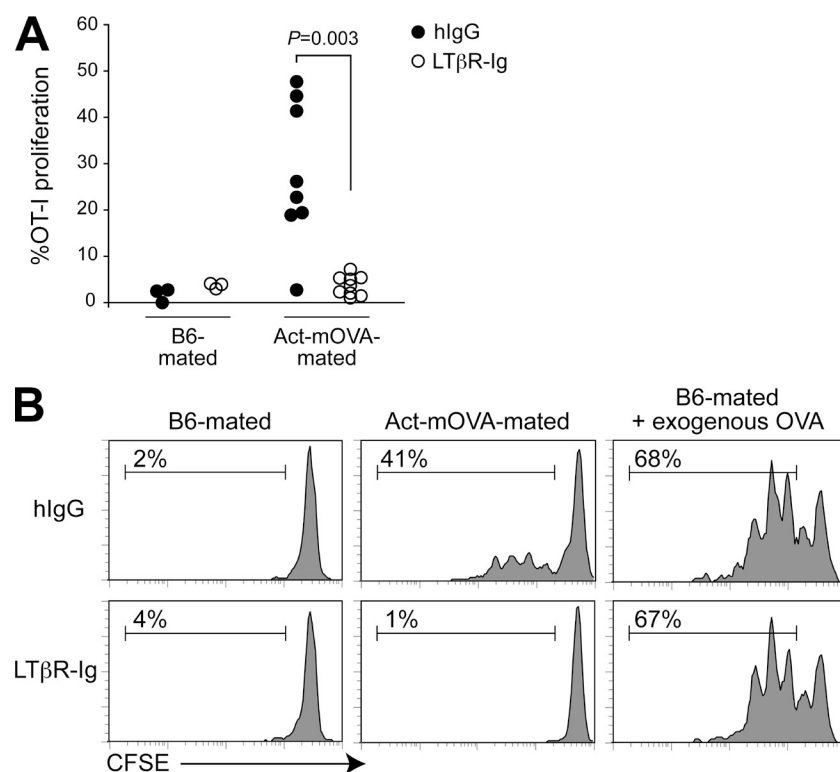 A
60
50
40
30
20
10
0
%OT-I proliferation
P=0.003
hIgG
LTβR-Ig
B6-
mated
Act-mOVA-
mated
B
B6-mated
Act-mOVA-mated
B6-mated
+ exogenous OVA
hIgG
2%
41%
68%
LTβR-Ig
4%
1%
67%
CFSE